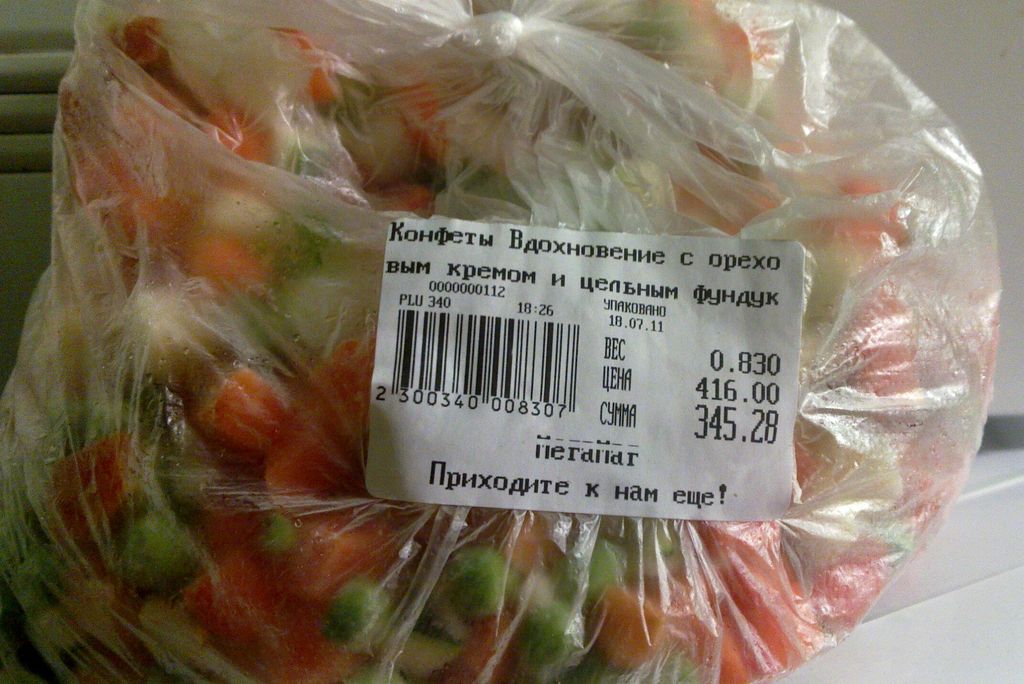 Конфеты Вдохновение с орехо
вым кремом и цельным фундук
0000000112
PLU 340 18:26
УПАКОВАНО
18.07.11
ВЕС 0.830
ЦЕНА 416.00
СУММА 345.28
2 300340 008307
Приходите к нам еще!